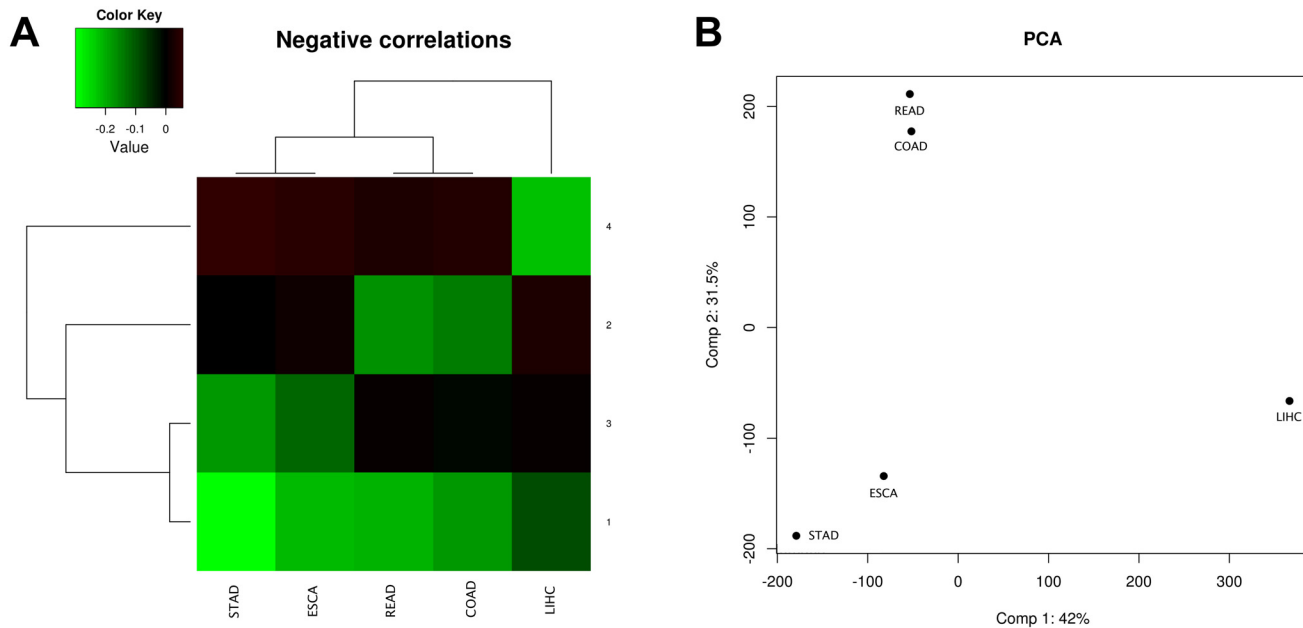 A
Color Key
-0.2 -0.1 0
Value
Negative correlations
4
2
3
1
STAD ESCA READ COAD LIHC
B
PCA
Comp 2: 31.5%
200
100
0
-100
-200
READ
COAD
LIHC
ESCA
STAD
-200 -100 0 100 200 300
Comp 1: 42%